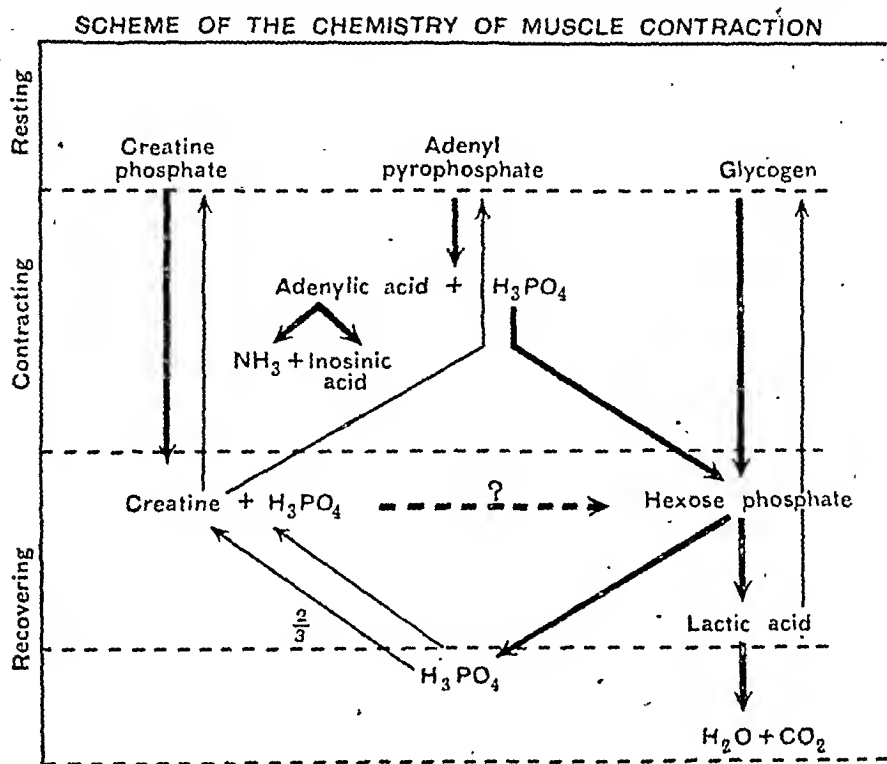 SCHEME OF THE CHEMISTRY OF MUSCLE CONTRACTION
Resting
Creatine
phosphate
Adenyl
pyrophosphate
Glycogen
Contracting
Adenylic acid + H₃PO₄
NH₃ + Inosinic
acid
Recovering
Creatine + H₃PO₄
?
Hexose phosphate
2/3
Lactic acid
H₃PO₄
H₂O + CO₂